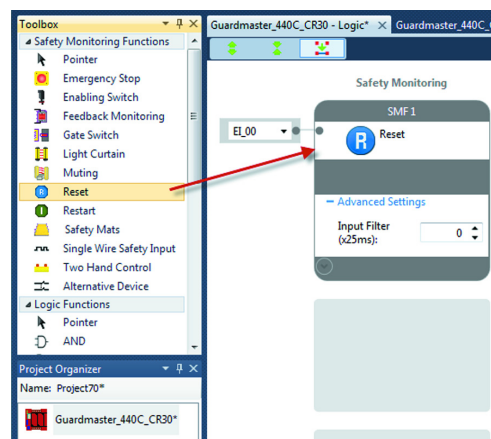 Toolbox
Safety Monitoring Functions
Pointer
Emergency Stop
Enabling Switch
Feedback Monitoring
Gate Switch
Light Curtain
Muting
Reset
Restart
Safety Mats
Single Wire Safety Input
Two Hand Control
Alternative Device
Logic Functions
Pointer
AND
Project Organizer
Name: Project70*
Guardmaster_440C_CR30*
Guardmaster_440C_CR30 - Logic*
Guardmaster_440C_
Safety Monitoring
SMF 1
EI_00
R Reset
Advanced Settings
Input Filter
(x25ms):
0